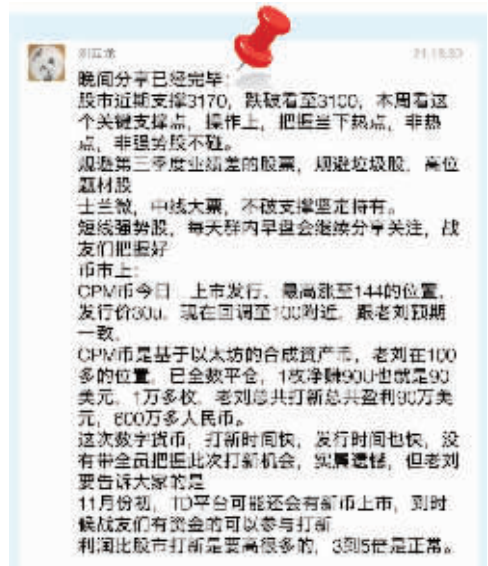 21:18:30
晚间分享已经完毕：
股市近期支撑3170，跌破看至3100，本周看这
个关键支撑点，操作上，把握当下热点，非热
点，非强势股不碰。
规避第三季度业绩差的股票，规避垃圾股，高位
题材股
士兰微，中线大票，不破支撑坚定持有。
短线强势股，每天群内早盘会继续分享关注，战
友们把握好
币市上：
CPM币今日 上市发行，最高涨至144的位置，
发行价30u，现在回调至100附近，跟老刘预期
一致，
CPM币是基于以太坊的合成资产币，老刘在100
多的位置，已全数平仓，1枚净赚90U也就是90
美元，1万多枚，老刘总共打新总共盈利90万美
元，600万多人民币。
这次数字货币，打新时间快，发行时间也快，没
有带全员把握此次打新机会，实属遗憾，但老刘
要告诉大家的是
11月份初，TD平台可能还会有新币上市，到时
候战友们有资金的可以参与打新
利润比股市打新是要高很多的，3到5倍是正常。